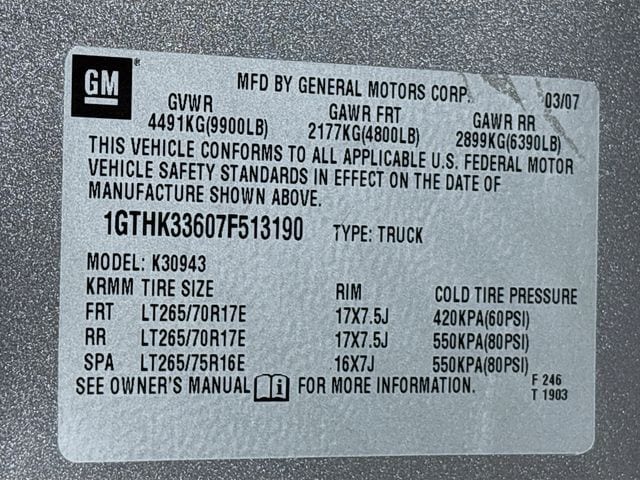 GM ®
MFD BY GENERAL MOTORS CORP. 03/07
GVWR GAWR FRT GAWR RR
4491KG(9900LB) 2177KG(4800LB) 2899KG(6390LB)
THIS VEHICLE CONFORMS TO ALL APPLICABLE U.S. FEDERAL MOTOR
VEHICLE SAFETY STANDARDS IN EFFECT ON THE DATE OF
MANUFACTURE SHOWN ABOVE.
1GTHK33607F513190 TYPE: TRUCK
MODEL: K30943
KRMM TIRE SIZE RIM COLD TIRE PRESSURE
FRT LT265/70R17E 17X7.5J 420KPA(60PSI)
RR LT265/70R17E 17X7.5J 550KPA(80PSI)
SPA LT265/75R16E 16X7J 550KPA(80PSI)
SEE OWNER'S MANUAL FOR MORE INFORMATION. F 246
T 1903